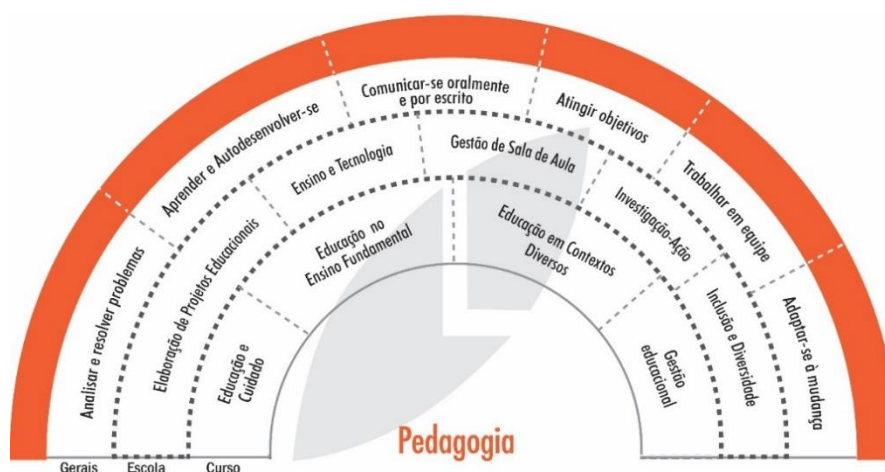 Analisar e resolver problemas
Aprender e Autodesenvolver-se
Comunicar-se oralmente
e por escrito
Atingir objetivos
Trabalhar em equipe
Adaptar-se à mudança
Elaboração de Projetos Educacionais
Ensino e Tecnologia
Gestão de Sala de Aula
Investigação-Ação
Inclusão e Diversidade
Educação e
Cuidado
Educação no
Ensino Fundamental
Educação em Contextos
Diversos
Gestão
educacional
Pedagogia
Gerais
Escola
Curso